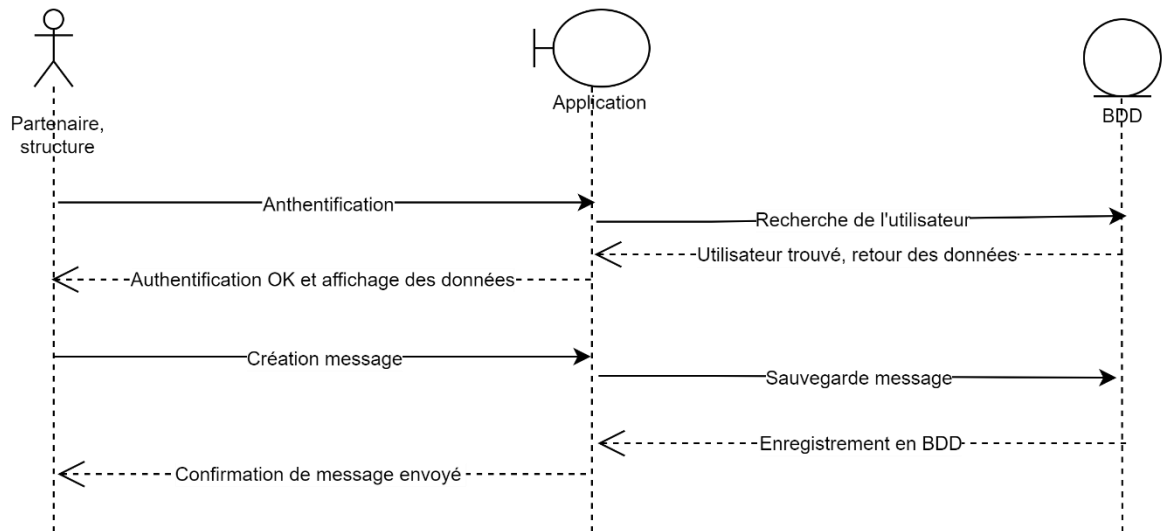 Partenaire,
structure
Application
BDD
Anthentification
Recherche de l'utilisateur
Utilisateur trouvé, retour des données
Authentification OK et affichage des données
Création message
Sauvegarde message
Enregistrement en BDD
Confirmation de message envoyé